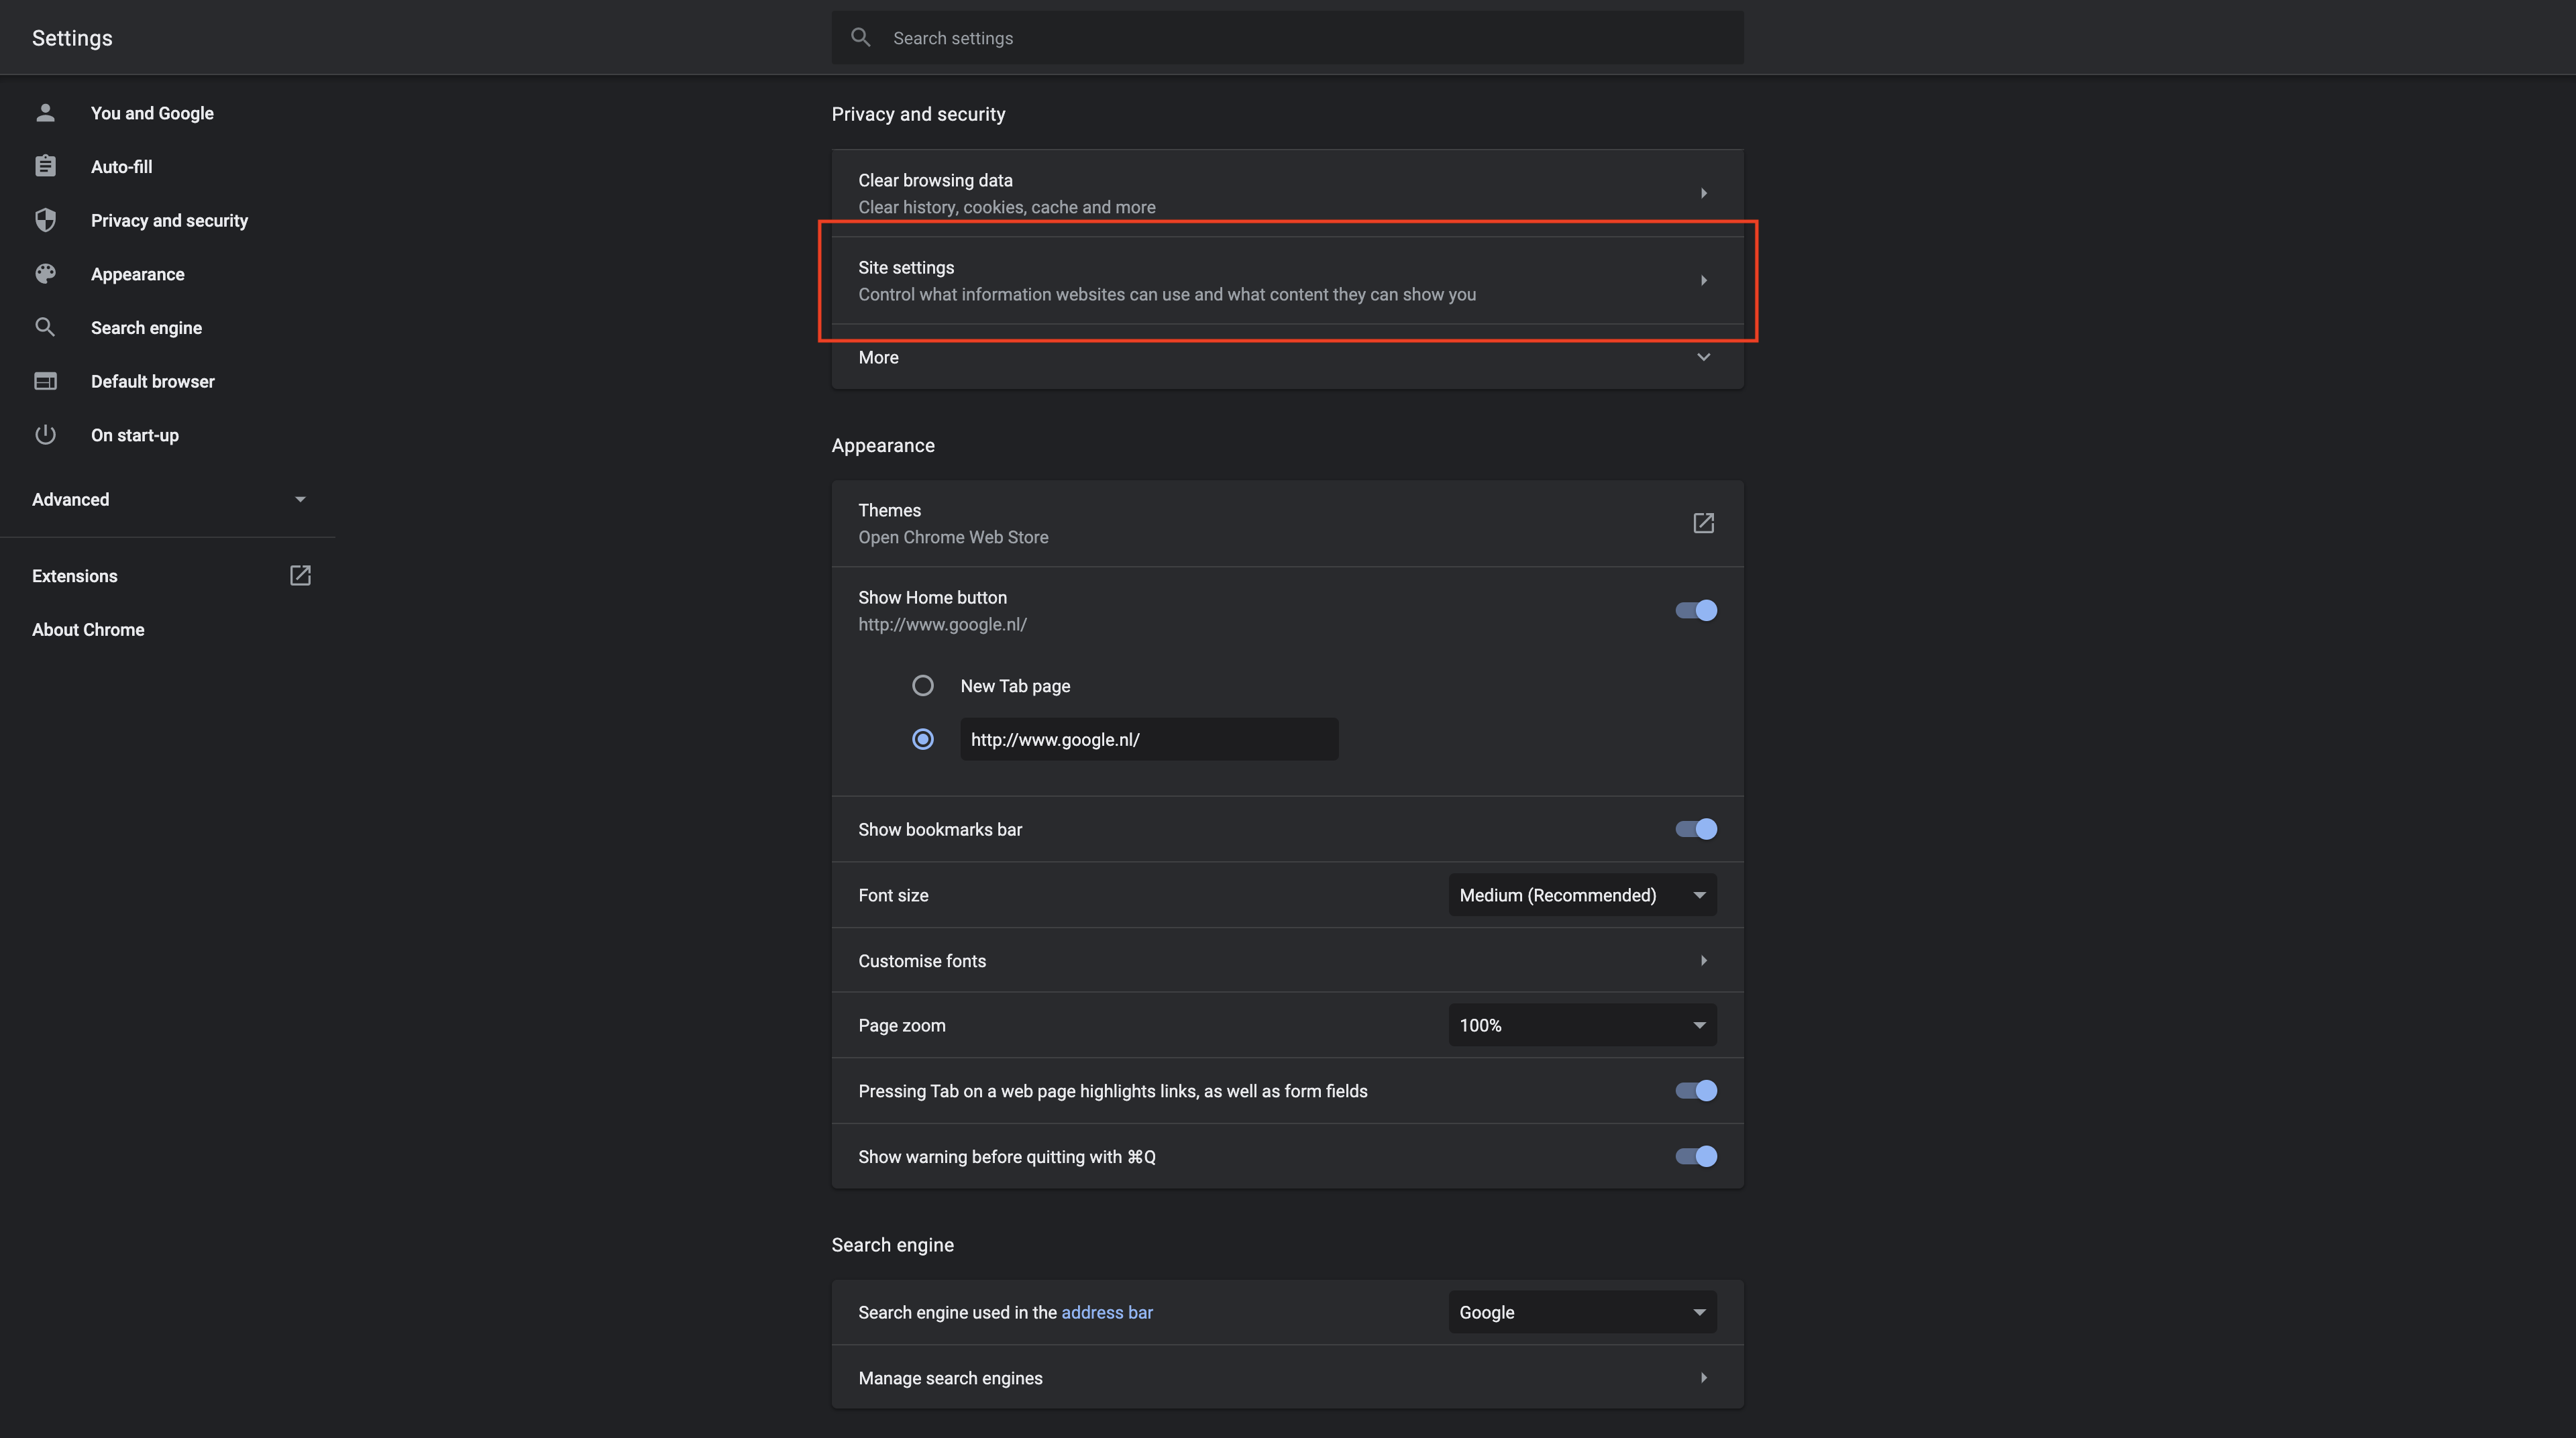 Settings
Search settings
You and Google
Auto-fill
Privacy and security
Appearance
Search engine
Default browser
On start-up
Advanced
Extensions
About Chrome
Privacy and security
Clear browsing data
Clear history, cookies, cache and more
Site settings
Control what information websites can use and what content they can show you
More
Appearance
Themes
Open Chrome Web Store
Show Home button
http://www.google.nl/
New Tab page
http://www.google.nl/
Show bookmarks bar
Font size Medium (Recommended)
Customise fonts
Page zoom 100%
Pressing Tab on a web page highlights links, as well as form fields
Show warning before quitting with ⌘Q
Search engine
Search engine used in the address bar Google
Manage search engines